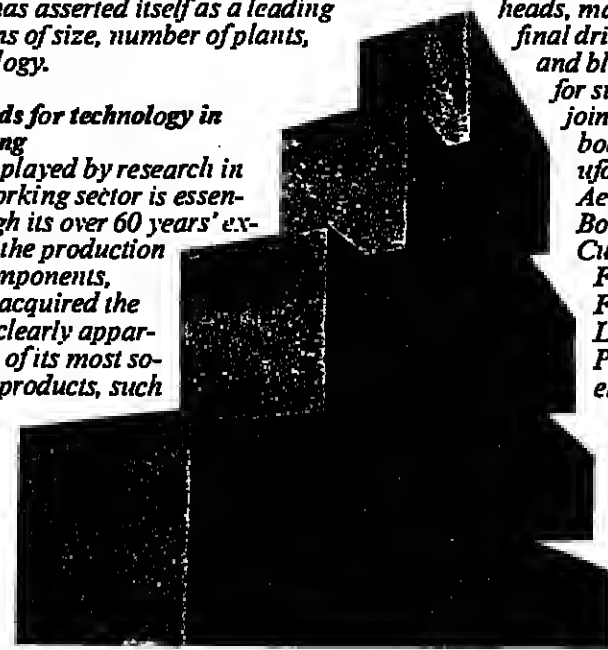 has asserted itself as a leading
ns of size, number of plants,
logy.
ds for technology in
ng
played by research in
orking sector is essen-
gh its over 60 years' ex-
the production
mponents,
acquired the
clearly appar-
of its most so-
products, such
heads, ma
final dri
and bl
for su
join
bo
ufa
Ae
Bo
Cu
F
F
L
P
e